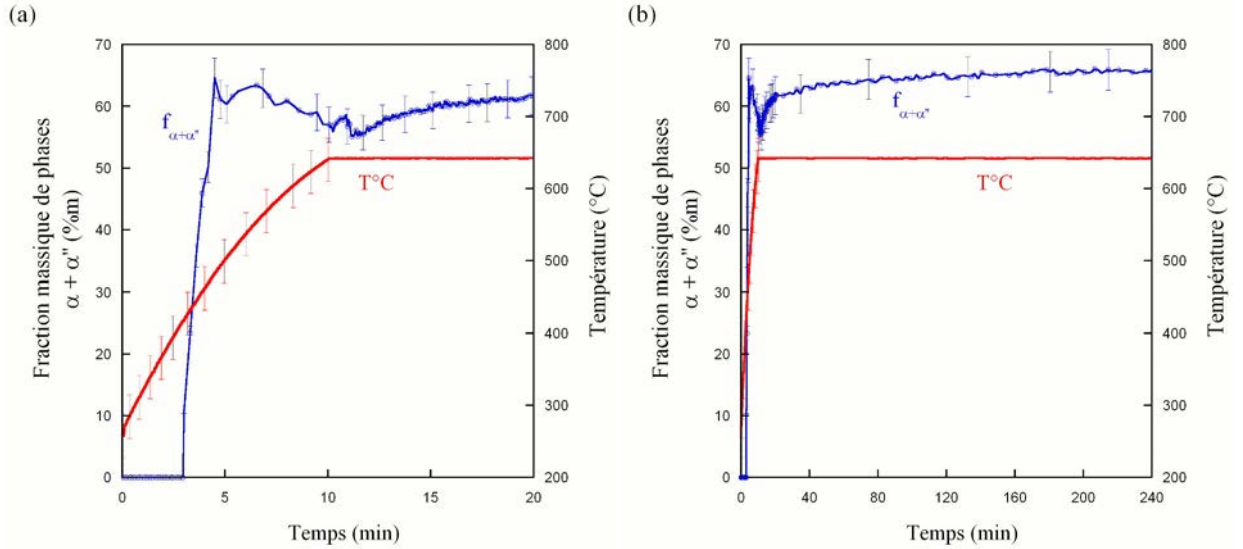 (a)
70
60
50
40
30
20
10
0
Fraction massique de phases
α + α" (%m)
800
700
600
500
400
300
200
Température (°C)
f α+α"
T°C
0 5 10 15 20
Temps (min)
(b)
70
60
50
40
30
20
10
0
Fraction massique de phases
α + α" (%m)
800
700
600
500
400
300
200
Température (°C)
f α+α"
T°C
0 40 80 120 160 200 240
Temps (min)